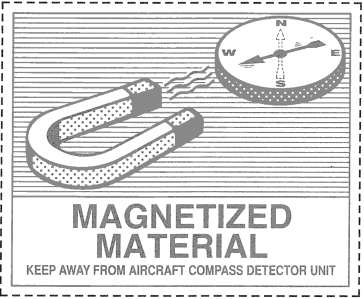 N
W E
S
MAGNETIZED
MATERIAL
KEEP AWAY FROM AIRCRAFT COMPASS DETECTOR UNIT